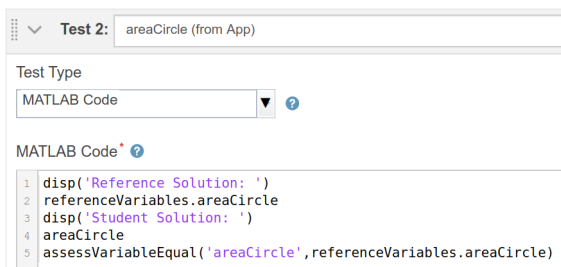 Test 2: areaCircle (from App)
Test Type
MATLAB Code
MATLAB Code*
1 disp('Reference Solution: ')
2 referenceVariables.areaCircle
3 disp('Student Solution: ')
4 areaCircle
5 assessVariableEqual('areaCircle',referenceVariables.areaCircle)